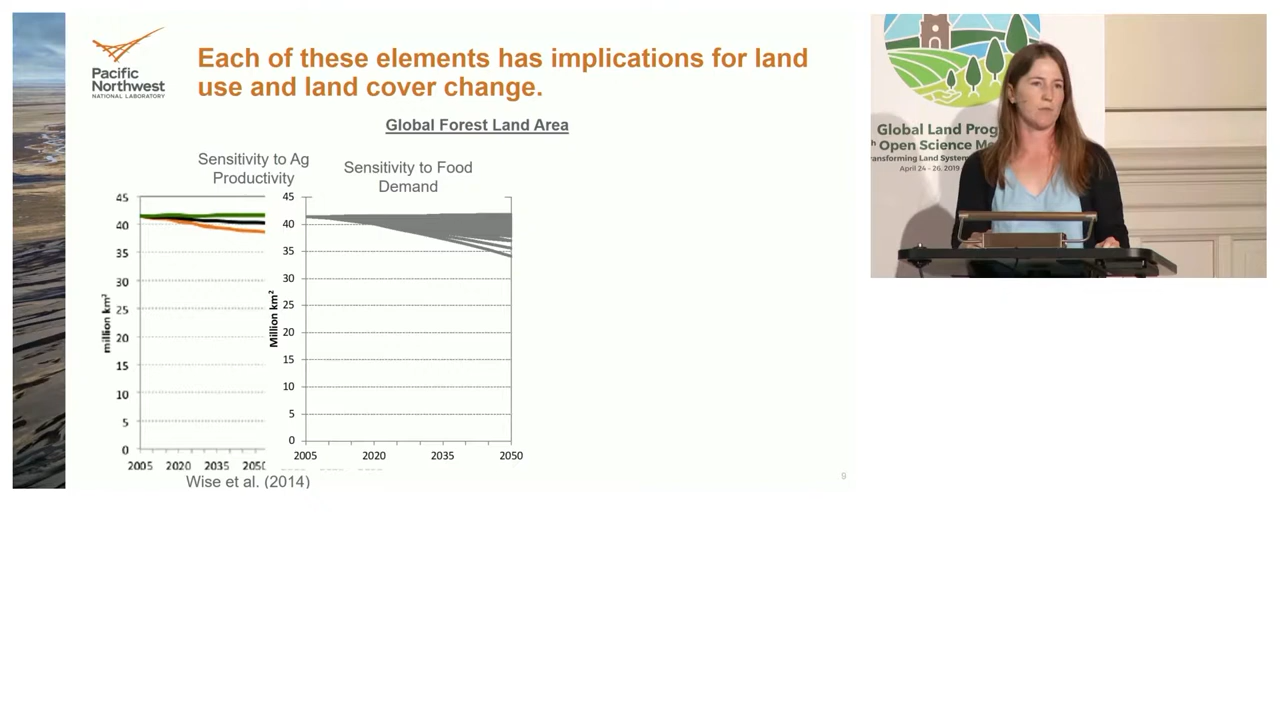 Pacific
Northwest
NATIONAL LABORATORY
Each of these elements has implications for land
use and land cover change.
Global Forest Land Area
Sensitivity to Ag
Productivity
45
40
35
30
25
20
15
10
5
0
million km²
2005 2020 2035 2050
Wise et al. (2014)
Sensitivity to Food
Demand
45
40
35
30
25
20
15
10
5
0
Million km²
2005 2020 2035 2050
9
Global Land Prog
Open Science Me
ransforming Land System
April 24 - 26, 2019